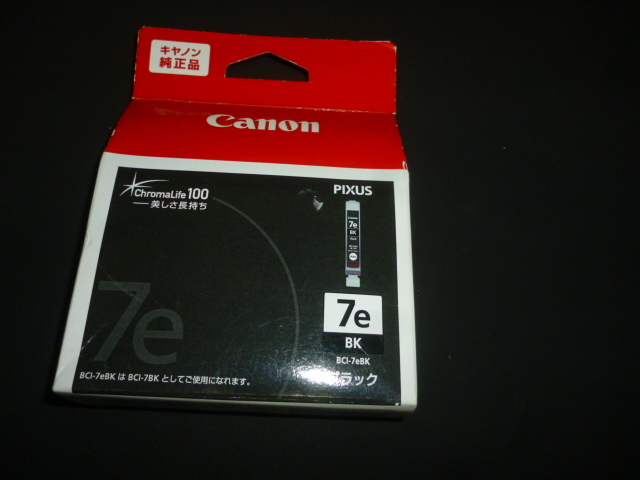 キヤノン
純正品
Canon
ChromaLife100
美しさ長持ち
PIXUS
7e
BK
7e
7e
BK
BCI-7eBK
BCI-7eBK は BCI-7BK としてご使用になれます。
ブラック